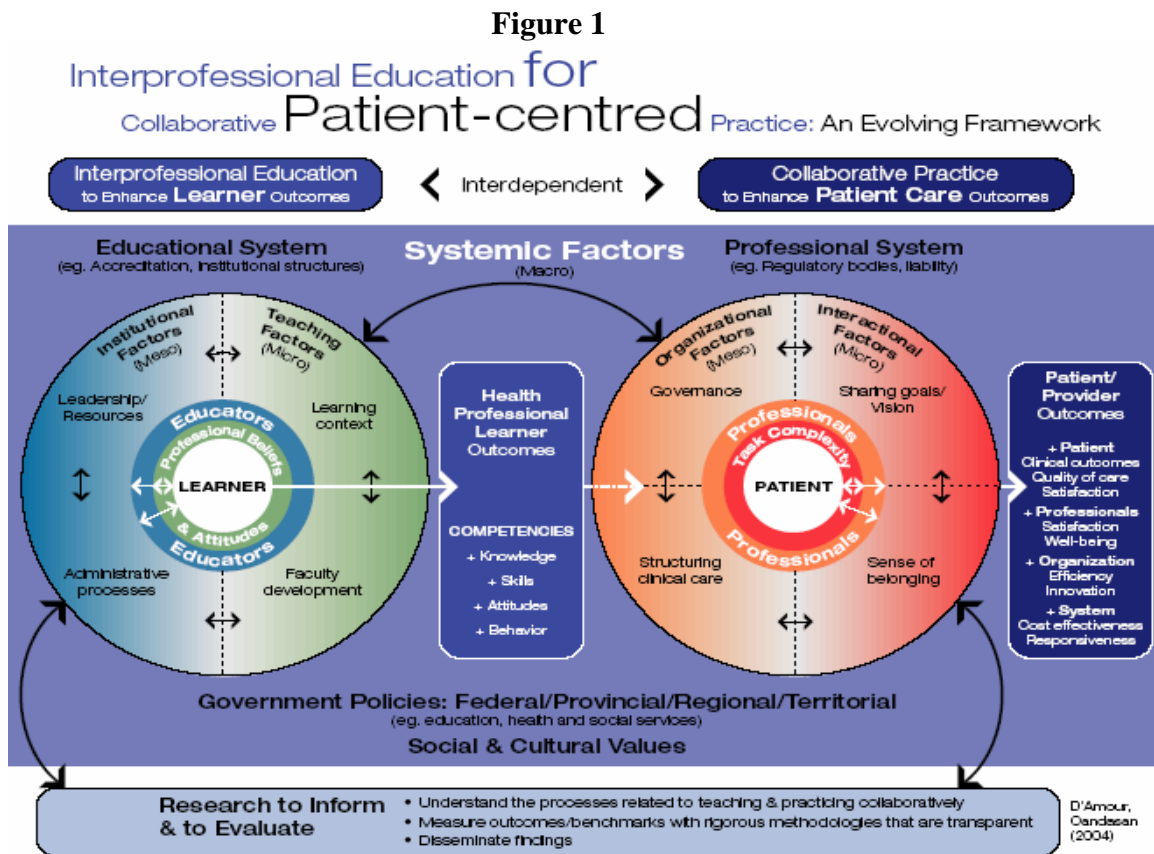 Figure 1
Interprofessional Education for
Collaborative Patient-centred Practice: An Evolving Framework
Interprofessional Education
to Enhance Learner Outcomes
< Interdependent >
Collaborative Practice
to Enhance Patient Care Outcomes
Educational System
(eg. Accreditation, Institutional structures)
Systemic Factors
(Macro)
Professional System
(eg. Regulatory bodies, liability)
Institutional
Factors
(Meso)
Teaching
Factors
(Micro)
Leadership/
Resources
Learning
context
Educators
Professional Beliefs
LEARNER
& Attitudes
Educators
Administrative
processes
Faculty
development
Health
Professional
Learner
Outcomes
COMPETENCIES
+ Knowledge
+ Skills
+ Attitudes
+ Behavior
Organizational
Factors
(Meso)
Interactional
Factors
(Micro)
Governance
Sharing goals/
Vision
Professionals
Task Complexity
PATIENT
Professionals
Structuring
clinical care
Sense of
belonging
Patient/
Provider
Outcomes
+ Patient
Clinical outcomes
Quality of care
Satisfaction
+ Professionals
Satisfaction
Well-being
+ Organization
Efficiency
Innovation
+ System
Cost effectiveness
Responsiveness
Government Policies: Federal/Provincial/Regional/Territorial
(eg. education, health and social services)
Social & Cultural Values
Research to Inform
& to Evaluate
• Understand the processes related to teaching & practicing collaboratively
• Measure outcomes/benchmarks with rigorous methodologies that are transparent
• Disseminate findings
D'Amour,
Oandasan
(2004)